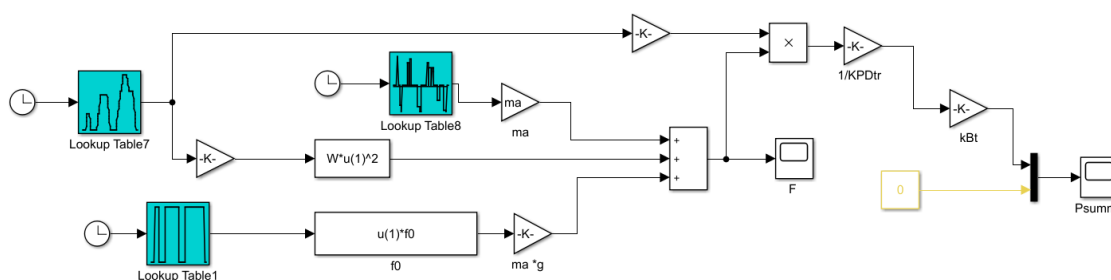 -K-
×
-K-
1/KPDtr
Lookup Table8
ma
ma
-K-
kBt
Lookup Table7
-K-
W*u(1)^2
+
+
+
F
0
Psumm
u(1)*f0
f0
-K-
ma *g
Lookup Table1